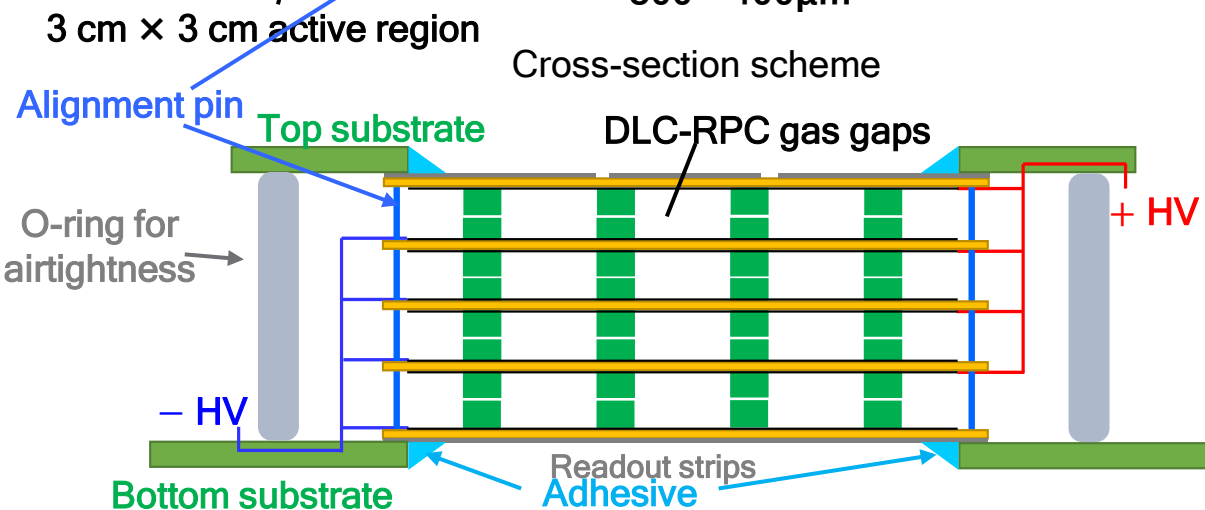 3 cm × 3 cm active region
Cross-section scheme
Alignment pin
Top substrate
DLC-RPC gas gaps
O-ring for
airtightness
+ HV
− HV
Readout strips
Adhesive
Bottom substrate